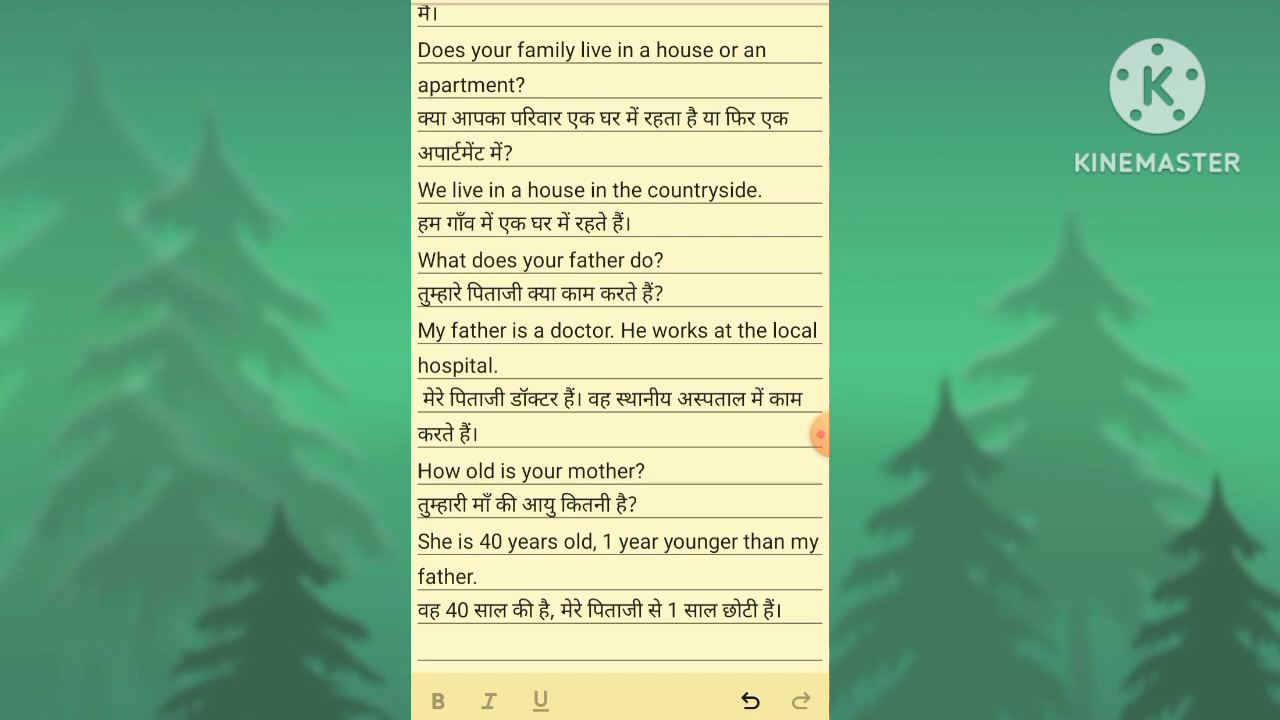 में।
Does your family live in a house or an
apartment?
क्या आपका परिवार एक घर में रहता है या फिर एक
अपार्टमेंट में?
We live in a house in the countryside.
हम गाँव में एक घर में रहते हैं।
What does your father do?
तुम्हारे पिताजी क्या काम करते हैं?
My father is a doctor. He works at the local
hospital.
मेरे पिताजी डॉक्टर हैं। वह स्थानीय अस्पताल में काम
करते हैं।
How old is your mother?
तुम्हारी माँ की आयु कितनी है?
She is 40 years old, 1 year younger than my
father.
वह 40 साल की है, मेरे पिताजी से 1 साल छोटी हैं।
B I U
K
KINEMASTER